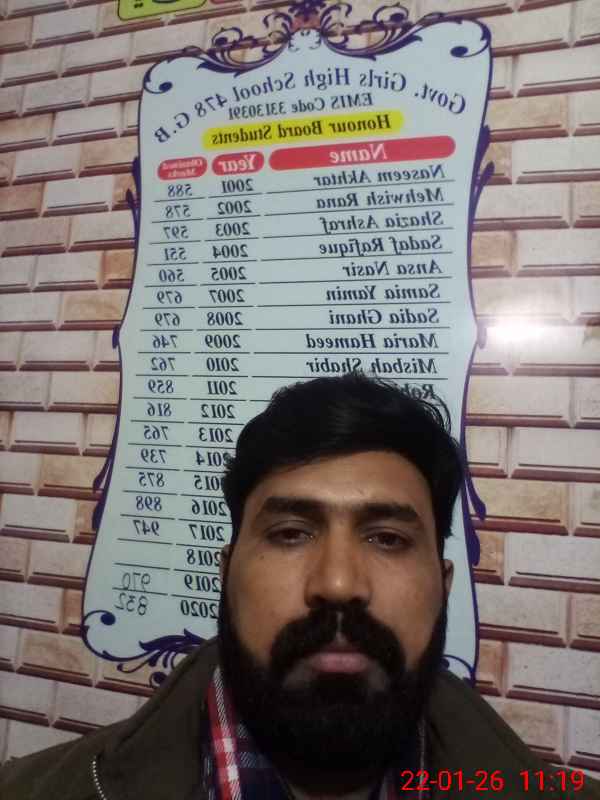 Govt. Girls High School 478 G.B
EMIS Code 33130391
Honour Board Students
Name Year Obtained Marks
Naseem Akhtar 2001 588
Mehwish Rana 2002 578
Shazia Ashraf 2003 597
Sadaf Rafique 2004 551
Ansa Nasir 2005 560
Samia Yamin 2007 679
Sadia Ghani 2008 679
Maria Hameed 2009 746
Misbah Shabir 2010 762
2011 859
2012 816
2013 765
2014 739
2015 875
2016 898
2017 947
2018
2019 970
2020 832
22-01-26 11:19